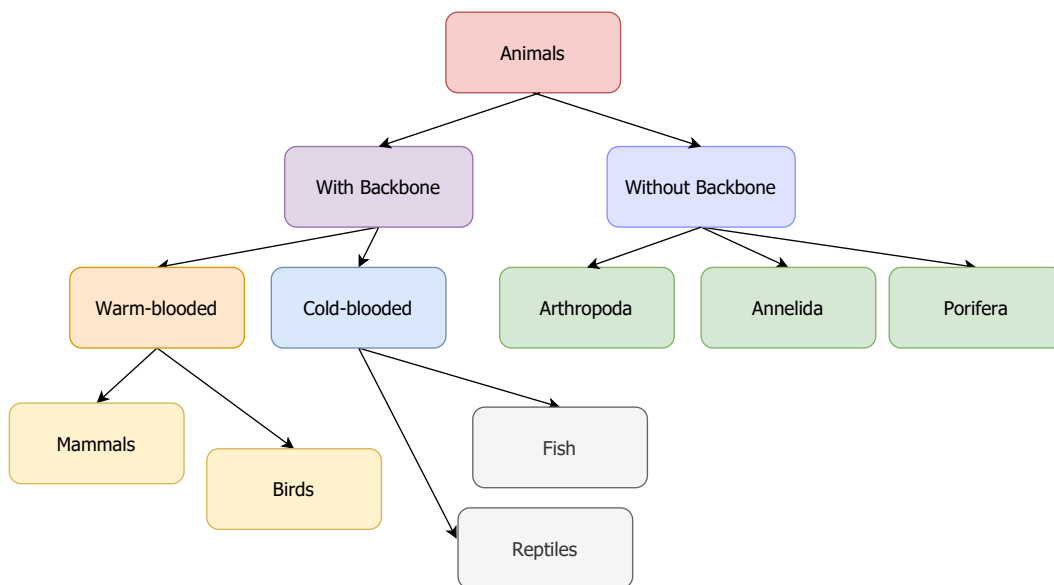 Animals
With Backbone
Without Backbone
Warm-blooded
Cold-blooded
Arthropoda
Annelida
Porifera
Mammals
Birds
Fish
Reptiles